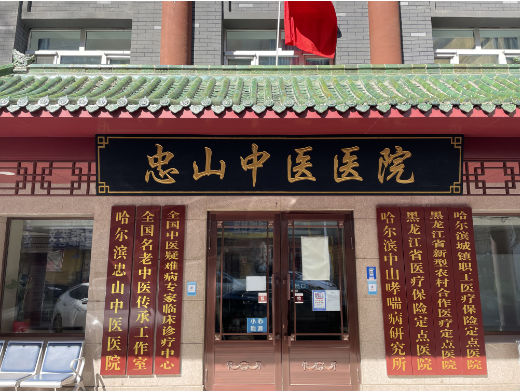 忠山中医医院
哈尔滨忠山中医医院
全国名老中医传承工作室
全国中医疑难病专家临床诊疗中心
哈尔滨中山哮喘病研究所
黑龙江省医疗保险定点医院
黑龙江省新型农村合作医疗定点医院
哈尔滨城镇职工医疗保险定点医院
小心